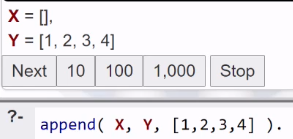 X = [],
Y = [1, 2, 3, 4]
Next 10 100 1,000 Stop
?- append( X, Y, [1,2,3,4] ).